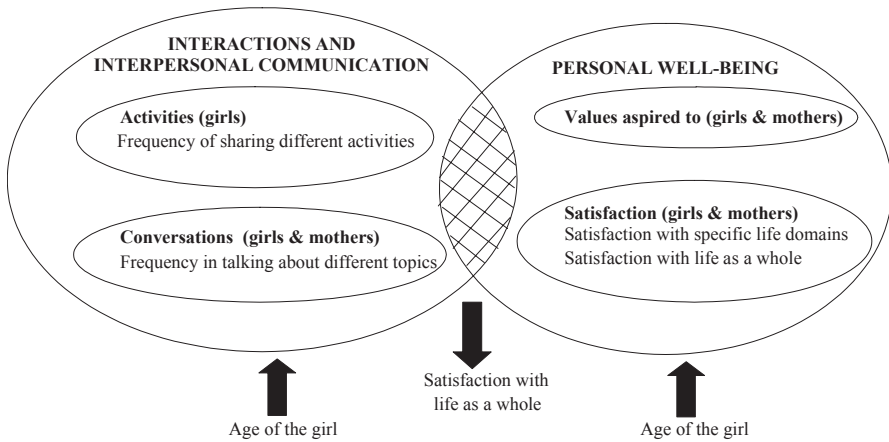 INTERACTIONS AND
INTERPERSONAL COMMUNICATION
Activities (girls)
Frequency of sharing different activities
Conversations (girls & mothers)
Frequency in talking about different topics
PERSONAL WELL-BEING
Values aspired to (girls & mothers)
Satisfaction (girls & mothers)
Satisfaction with specific life domains
Satisfaction with life as a whole
Satisfaction with
life as a whole
Age of the girl
Age of the girl